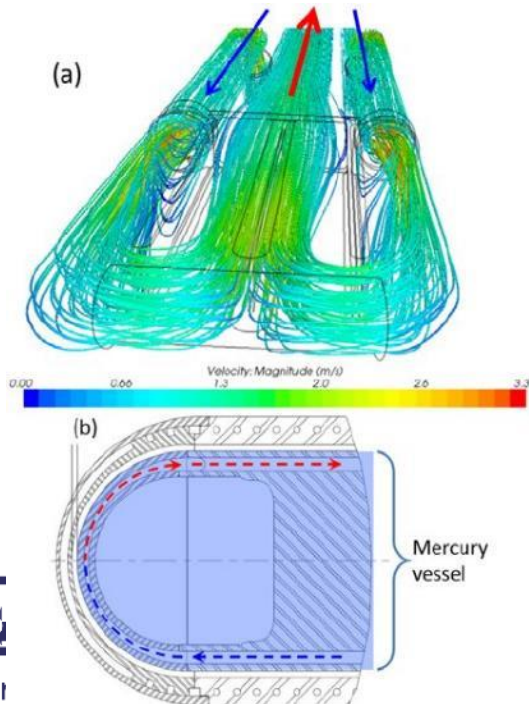 (a)
Velocity: Magnitude (m/s)
0.00 0.66 1.3 2.0 2.6 3.3
(b)
Mercury
vessel